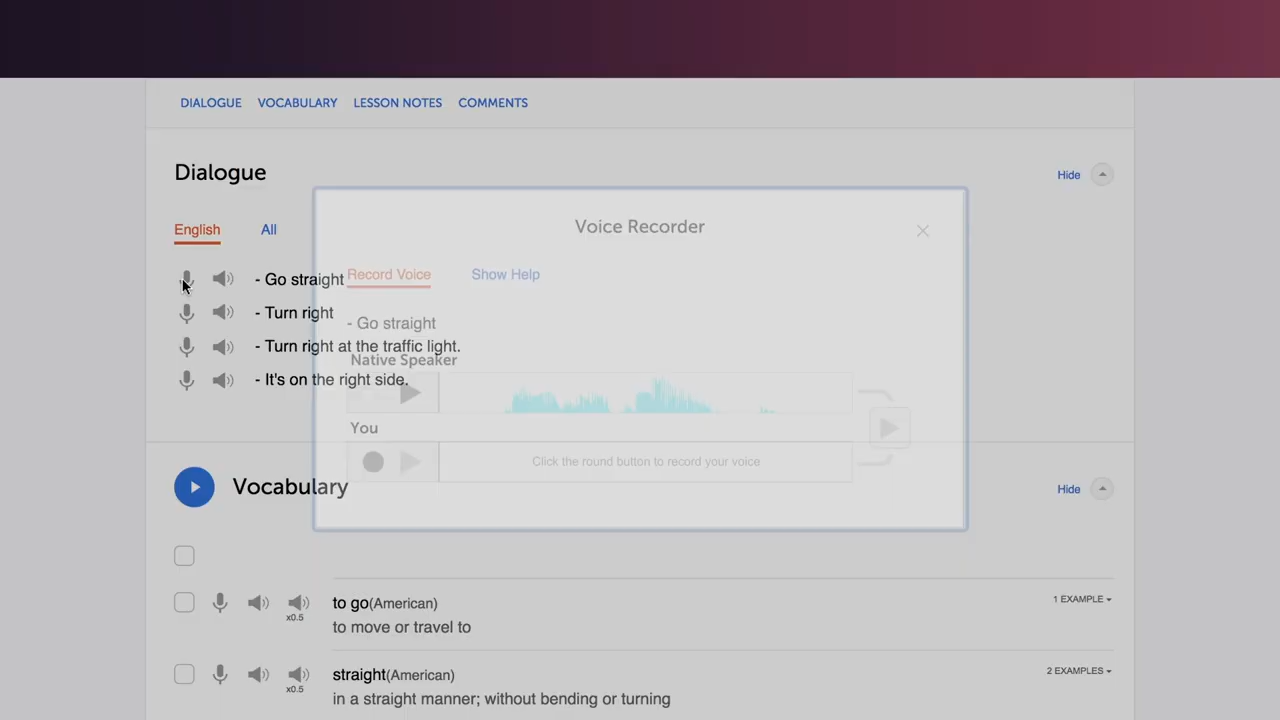 DIALOGUE VOCABULARY LESSON NOTES COMMENTS
Dialogue
Hide
English All
- Go straight
- Turn right
- Turn right at the traffic light.
- It's on the right side.
Voice Recorder
Record Voice Show Help
- Go straight
Native Speaker
You
Click the round button to record your voice
Vocabulary
Hide
to go(American)
1 EXAMPLE
x0.5
to move or travel to
straight(American)
2 EXAMPLES
x0.5
in a straight manner; without bending or turning